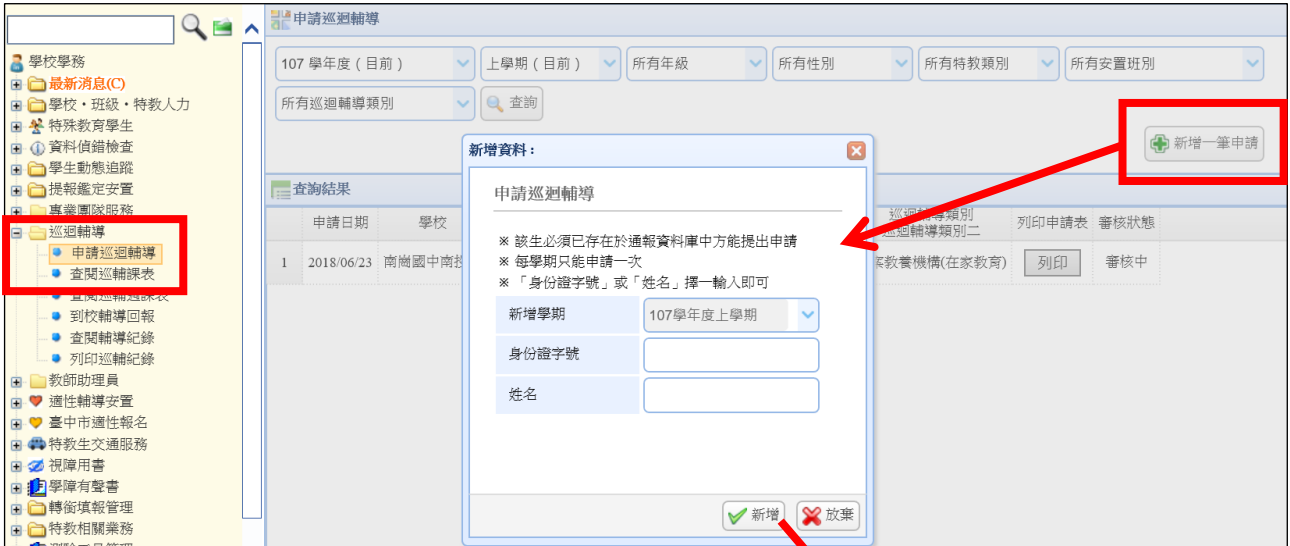 學校學務
最新消息(C)
學校・班級・特教人力
特殊教育學生
資料偵錯檢查
學生動態追蹤
提報鑑定安置
專業團隊服務
巡迴輔導
申請巡迴輔導
查閱巡輔課表
查閱巡輔週課表
到校輔導回報
查閱輔導紀錄
列印巡輔紀錄
教師助理員
適性輔導安置
臺中市適性報名
特教生交通服務
視障用書
學障有聲書
轉銜填報管理
特教相關業務
申請巡迴輔導
107 學年度 ( 目前 ) 上學期 ( 目前 ) 所有年級 所有性別 所有特教類別 所有安置班別
所有巡迴輔導類別 查詢
新增一筆申請
查詢結果
申請日期 學校 巡迴輔導類別 列印申請表 審核狀態
巡迴輔導類別二
1 2018/06/23 南崗國中南投 教養機構(在家教育) 列印 審核中
新增資料 :
申請巡迴輔導
※ 該生必須已存在於通報資料庫中方能提出申請
※ 每學期只能申請一次
※ 「身份證字號」或「姓名」擇一輸入即可
新增學期 107學年度上學期
身份證字號
姓名
新增 放棄